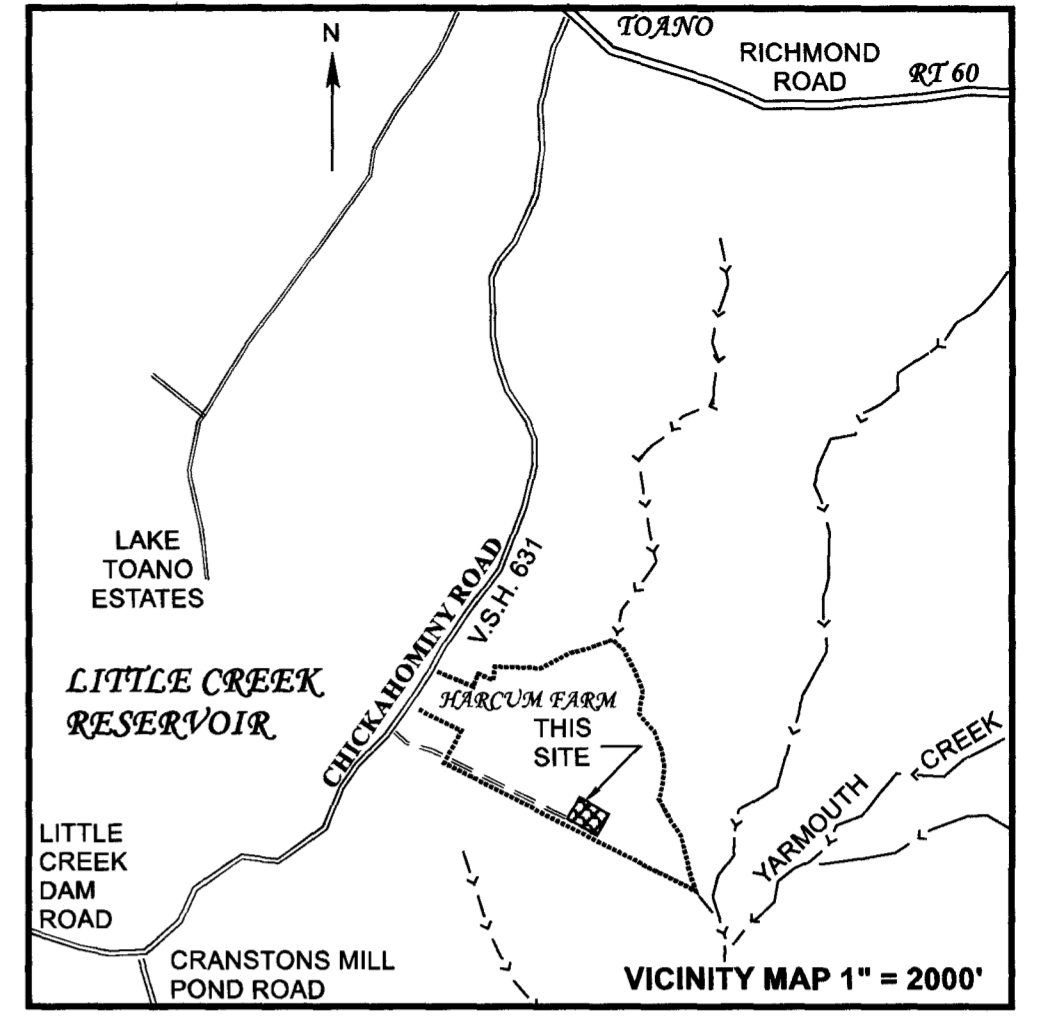 N
TOANO
RICHMOND
ROAD
RT 60
LAKE
TOANO
ESTATES
CHICKAHOMINY ROAD
V.S.H. 631
LITTLE CREEK
RESERVOIR
HARCUM FARM
THIS
SITE
CREEK
YARMOUTH
LITTLE
CREEK
DAM
ROAD
CRANSTONS MILL
POND ROAD
VICINITY MAP 1" = 2000'